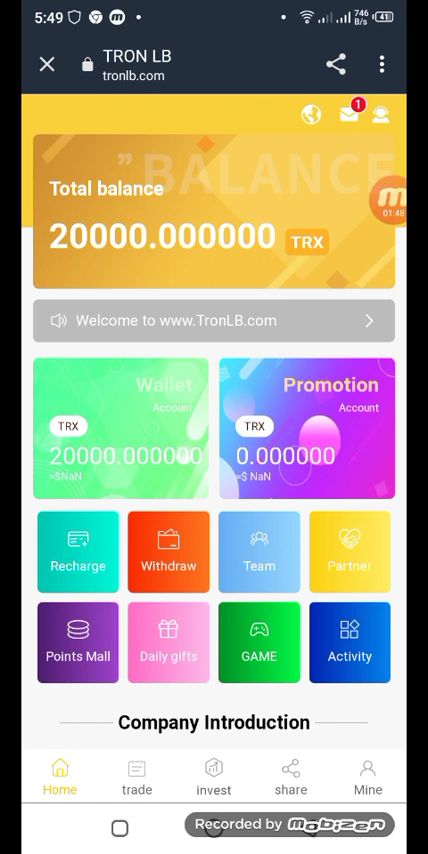 5:49
746 B/s
41
TRON LB
tronlb.com
1
BALANCE
Total balance
01:48
20000.000000 TRX
Welcome to www.TronLB.com
Wallet
Account
TRX
20000.000000
≈$NaN
Promotion
Account
TRX
0.000000
≈$ NaN
Recharge
Withdraw
Team
Partner
Points Mall
Daily gifts
GAME
Activity
Company Introduction
Home
trade
invest
share
Mine
Recorded by mobizen